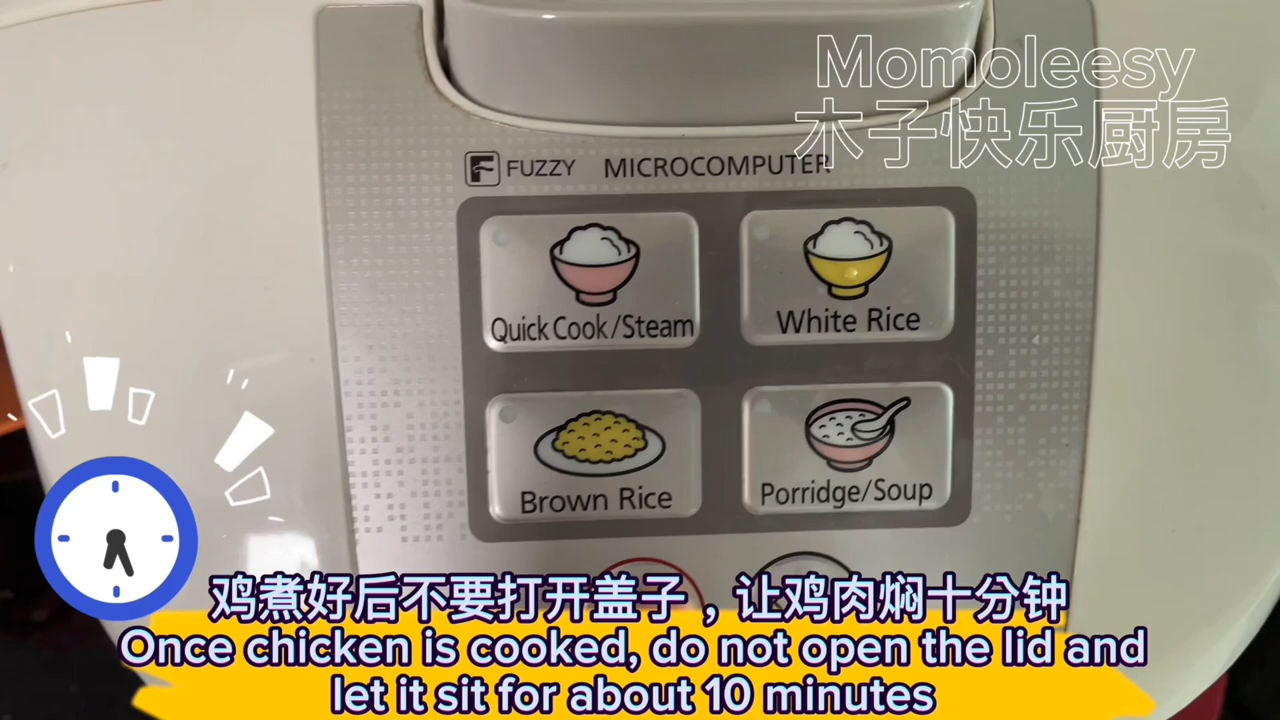 Momoleesy
木子快乐厨房
FUZZY MICROCOMPUTER
Quick Cook/Steam
White Rice
Brown Rice
Porridge/Soup
鸡煮好后不要打开盖子，让鸡肉焖十分钟
Once chicken is cooked, do not open the lid and
let it sit for about 10 minutes